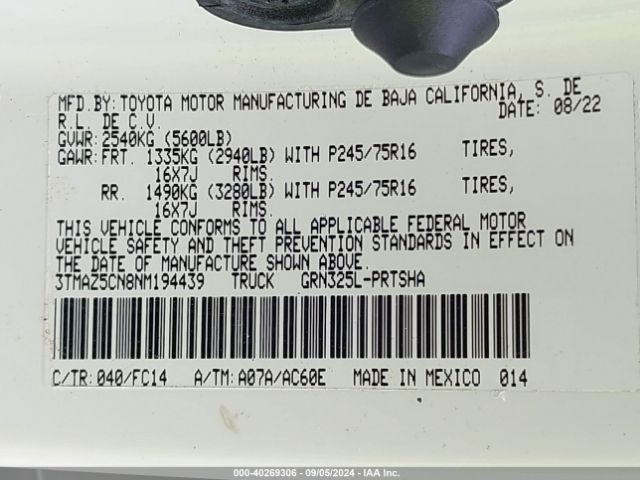 MFD.BY:TOYOTA MOTOR MANUFACTURING DE BAJA CALIFORNIA, S. DE
R.L. DE C.V. DATE: 08/22
GVWR:2540KG (5600LB)
GAWR:FRT. 1335KG (2940LB) WITH P245/75R16 TIRES,
16X7J RIMS.
RR. 1490KG (3280LB) WITH P245/75R16 TIRES,
16X7J RIMS.
THIS VEHICLE CONFORMS TO ALL APPLICABLE FEDERAL MOTOR
VEHICLE SAFETY AND THEFT PREVENTION STANDARDS IN EFFECT ON
THE DATE OF MANUFACTURE SHOWN ABOVE.
3TMAZ5CN8NM194439 TRUCK GRN325L-PRTSHA
C/TR:040/FC14 A/TM:A07A/AC60E MADE IN MEXICO 014
© - 40269306 - 09/05/2024 - IAA Inc.